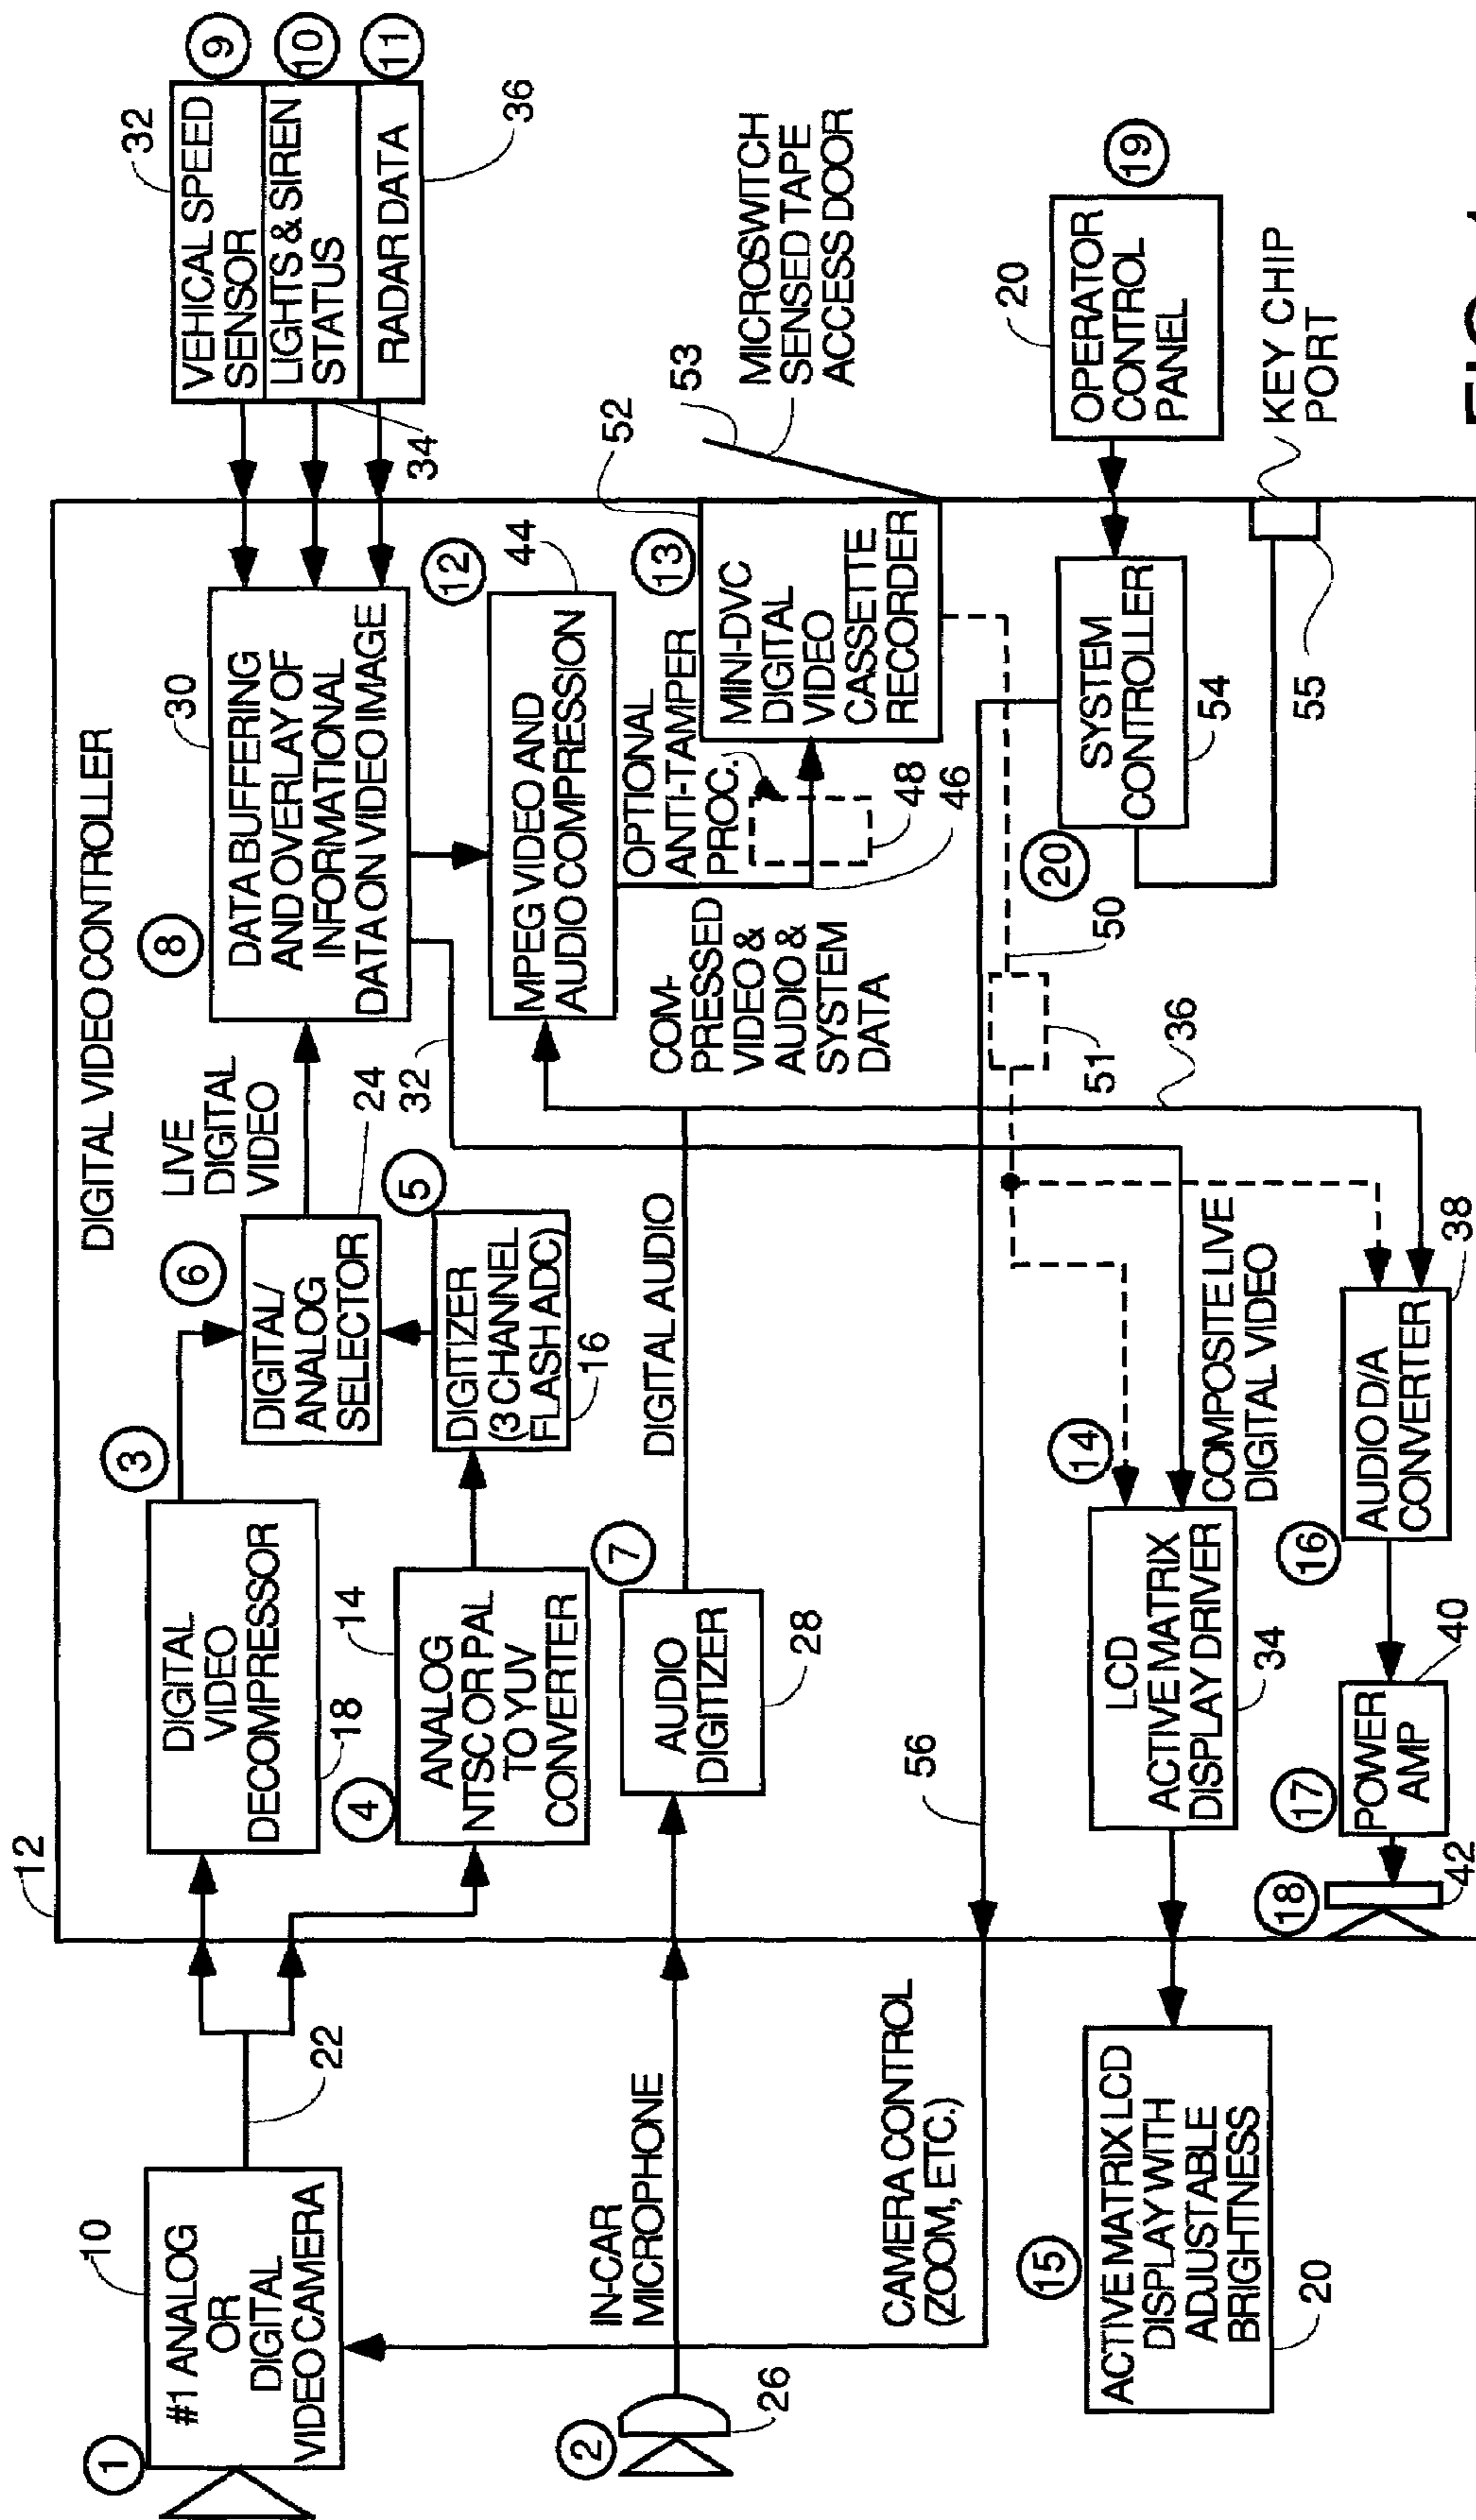 12
DIGITAL VIDEO CONTROLLER
1
10
#1 ANALOG
OR
DIGITAL
VIDEO CAMERA
22
DIGITAL
VIDEO
DECOMPRESSOR
18
3
4
14
ANALOG
NTSC OR PAL
TO YUV
CONVERTER
6
DIGITAL/
ANALOG
SELECTOR
24
5
DIGITIZER
(3 CHANNEL
FLASH ADC)
16
LIVE
DIGITAL
VIDEO
8
30
DATA BUFFERING
AND OVERLAY OF
INFORMATIONAL
DATA ON VIDEO IMAGE
32
32
VEHICAL SPEED
SENSOR
LIGHTS & SIREN
STATUS
RADAR DATA
9
10
11
34
36
12
44
MPEG VIDEO AND
AUDIO COMPRESSION
2
26
IN-CAR
MICROPHONE
7
AUDIO
DIGITIZER
28
DIGITAL AUDIO
COM-
PRESSED
VIDEO &
AUDIO &
SYSTEM
DATA
OPTIONAL
ANTI-TAMPER
PROC.
48
46
13
MINI-DVC
DIGITAL
VIDEO
CASSETTE
RECORDER
52
53
MICROSWITCH
SENSED TAPE
ACCESS DOOR
CAMERA CONTROL
(ZOOM, ETC.)
56
50
51
36
20
SYSTEM
CONTROLLER
54
20
OPERATOR
CONTROL
PANEL
19
KEY CHIP
PORT
55
15
ACTIVE MATRIX LCD
DISPLAY WITH
ADJUSTABLE
BRIGHTNESS
20
14
LCD
ACTIVE MATRIX
DISPLAY DRIVER
34
COMPOSITE LIVE
DIGITAL VIDEO
18
42
17
POWER
AMP
40
16
AUDIO D/A
CONVERTER
38